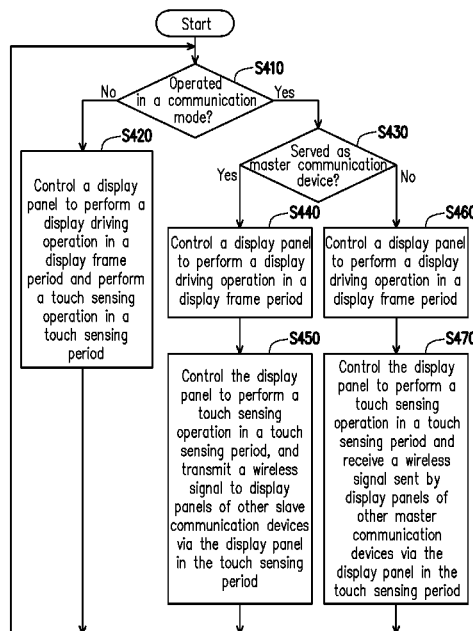 Start
S410
Operated
in a communication
mode?
No
Yes
S420
Control a display
panel to perform a
display driving
operation in a
display frame
period and perform
a touch sensing
operation in a
touch sensing
period
S430
Served as
master communication
device?
Yes
No
S440
Control a display panel
to perform a display
driving operation in a
display frame period
S460
Control a display panel
to perform a display
driving operation in a
display frame period
S450
Control the display
panel to perform a
touch sensing
operation in a touch
sensing period, and
transmit a wireless
signal to display
panels of other slave
communication devices
via the display panel
in the touch sensing
period
S470
Control the display
panel to perform a
touch sensing
operation in a touch
sensing period and
receive a wireless
signal sent by
display panels of
other master
communication
devices via the
display panel in the
touch sensing period